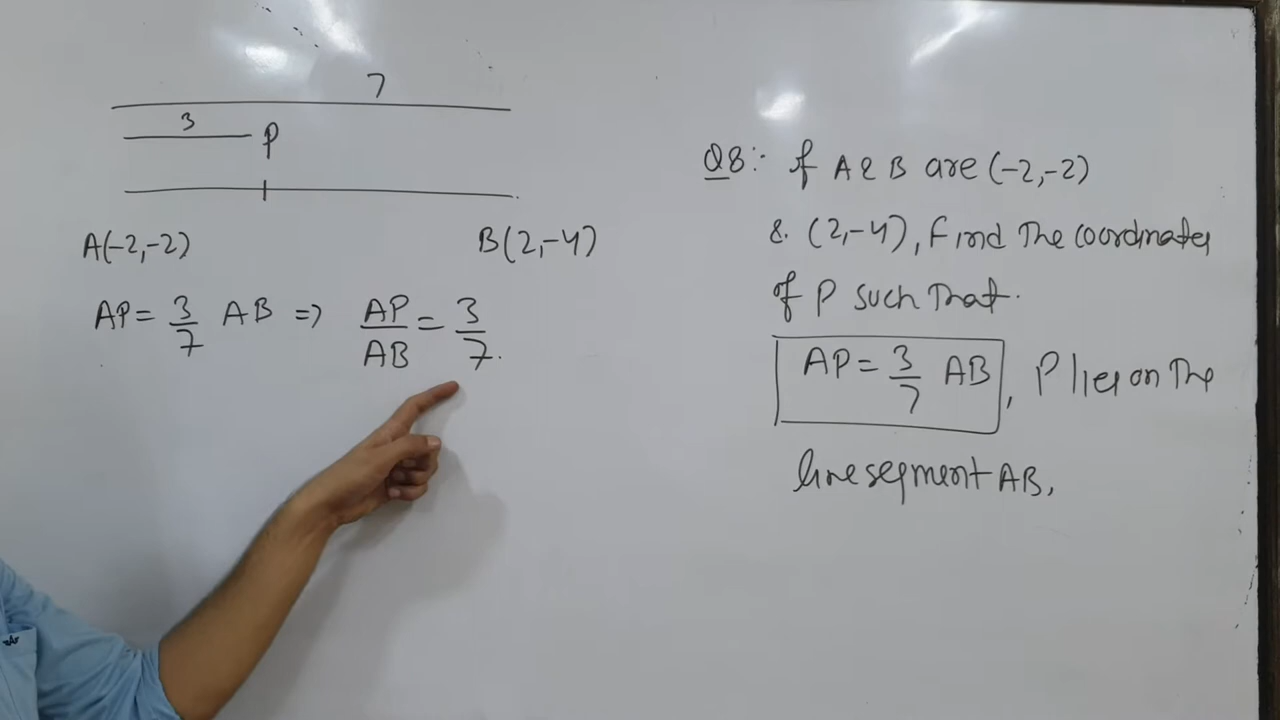 7
3
P
A(-2,-2)
B(2,-4)
AP = 3/7 AB => AP/AB = 3/7.
Q8:- If A & B are (-2,-2)
& (2,-4), Find The coordinates
of P such that.
AP = 3/7 AB, P lies on The
line segment AB,